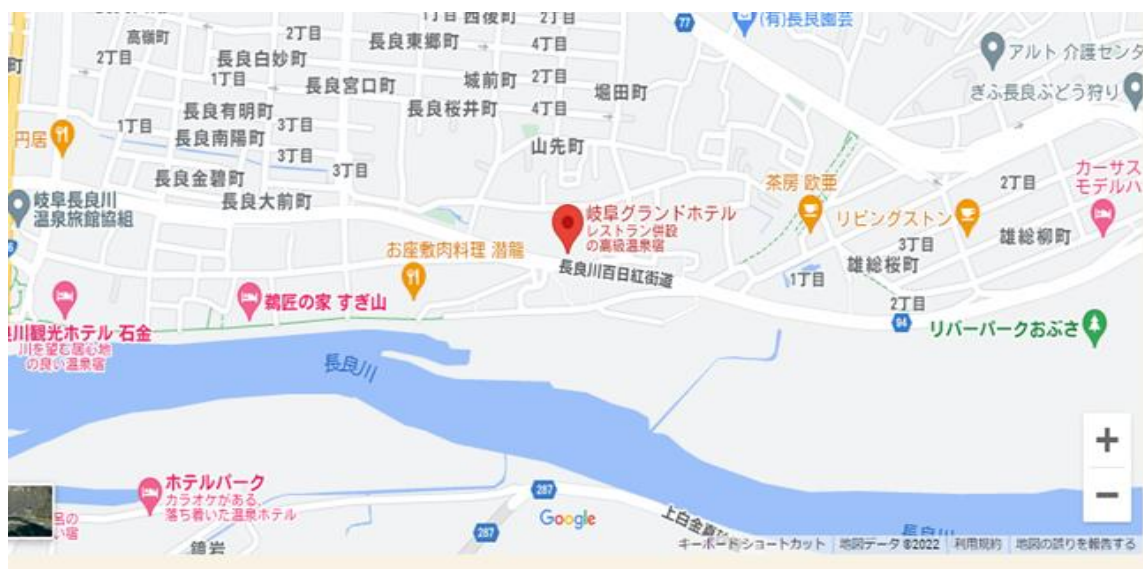 1丁目 西後町 2丁目
77
(有)長良園芸
高嶺町
2丁目
長良東郷町
4丁目
アルト 介護センタ
町
2丁目
長良白妙町
1丁目
長良宮口町
城前町
2丁目
堀田町
ぎふ長良ぶどう狩り
長良有明町
長良桜井町
4丁目
1丁目
3丁目
円居
長良南陽町
3丁目
山先町
3丁目
カーサス
モデルハ
長良金碧町
茶房 欧亜
2丁目
岐阜長良川
温泉旅館協組
長良大前町
岐阜グランドホテル
レストラン併設
の高級温泉宿
リビングストン
雄総柳町
お座敷肉料理 潜龍
3丁目
長良川百日紅街道
雄総桜町
1丁目
鵜匠の家 すぎ山
2丁目
94
良川観光ホテル 石金
川を望む居心地
の良い温泉宿
リバーパークおぶさ
長良川
ホテルパーク
カラオケがある、
落ち着いた温泉ホテル
287
Google
287
鏡岩
長良川
キーボード ショートカット
地図データ ©2022
利用規約
地図の誤りを報告する